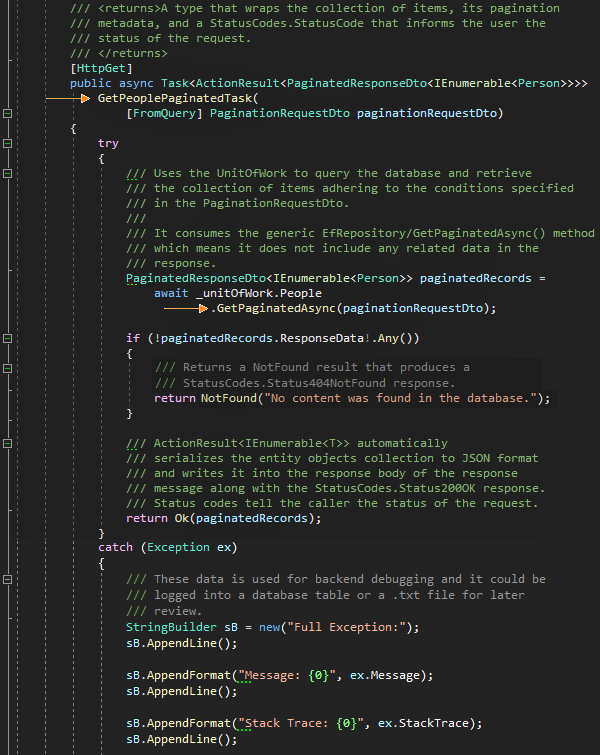 /// <returns>A type that wraps the collection of items, its pagination
/// metadata, and a StatusCodes.StatusCode that informs the user the
/// status of the request.
/// </returns>
[HttpGet]
public async Task<ActionResult<PaginatedResponseDto<IEnumerable<Person>>>>
GetPeoplePaginatedTask(
[FromQuery] PaginationRequestDto paginationRequestDto)
{
try
{
/// Uses the UnitOfWork to query the database and retrieve
/// the collection of items adhering to the conditions specified
/// in the PaginationRequestDto.
///
/// It consumes the generic EfRepository/GetPaginatedAsync() method
/// which means it does not include any related data in the
/// response.
PaginatedResponseDto<IEnumerable<Person>> paginatedRecords =
await _unitOfWork.People
.GetPaginatedAsync(paginationRequestDto);
if (!paginatedRecords.ResponseData!.Any())
{
/// Returns a NotFound result that produces a
/// StatusCodes.Status404NotFound response.
return NotFound("No content was found in the database.");
}
/// ActionResult<IEnumerable<T>> automatically
/// serializes the entity objects collection to JSON format
/// and writes it into the response body of the response
/// message along with the StatusCodes.Status200OK response.
/// Status codes tell the caller the status of the request.
return Ok(paginatedRecords);
}
catch (Exception ex)
{
/// These data is used for backend debugging and it could be
/// logged into a database table or a .txt file for later
/// review.
StringBuilder sB = new("Full Exception:");
sB.AppendLine();
sB.AppendFormat("Message: {0}", ex.Message);
sB.AppendLine();
sB.AppendFormat("Stack Trace: {0}", ex.StackTrace);
sB.AppendLine();